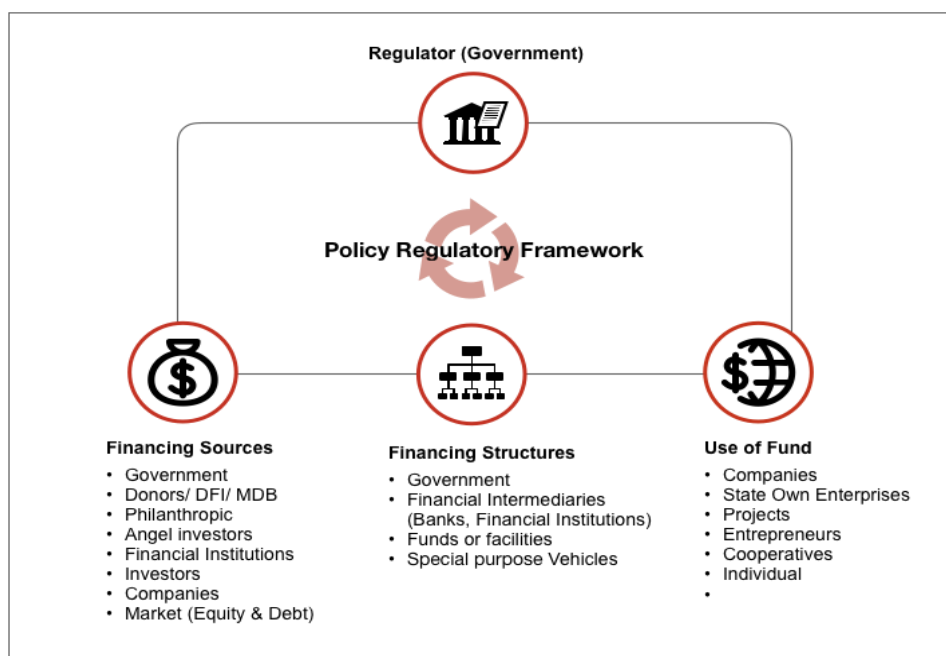 Regulator (Government)
Policy Regulatory Framework
Financing Sources
• Government
• Donors/ DFI/ MDB
• Philanthropic
• Angel investors
• Financial Institutions
• Investors
• Companies
• Market (Equity & Debt)
Financing Structures
• Government
• Financial Intermediaries
(Banks, Financial Institutions)
• Funds or facilities
• Special purpose Vehicles
Use of Fund
• Companies
• State Own Enterprises
• Projects
• Entrepreneurs
• Cooperatives
• Individual
•